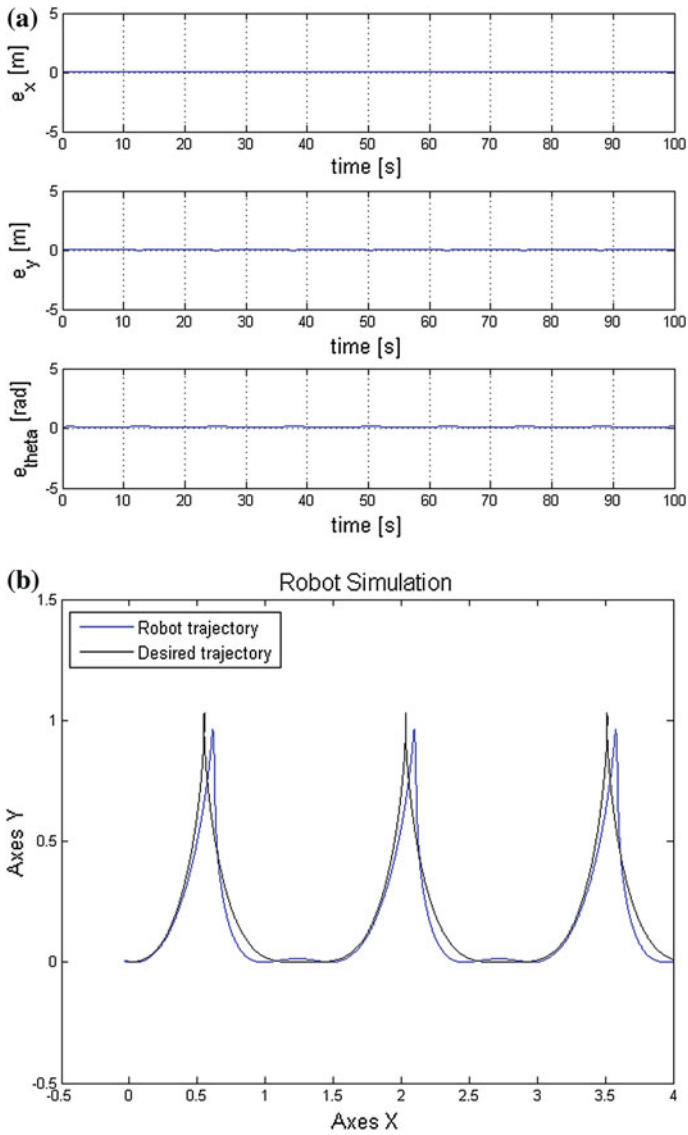 (a)
5
0
-5
e_x [m]
0 10 20 30 40 50 60 70 80 90 100
time [s]
5
0
-5
e_y [m]
0 10 20 30 40 50 60 70 80 90 100
time [s]
5
0
-5
e_theta [rad]
0 10 20 30 40 50 60 70 80 90 100
time [s]
(b)
Robot Simulation
1.5
1
0.5
0
-0.5
Axes Y
Robot trajectory
Desired trajectory
-0.5 0 0.5 1 1.5 2 2.5 3 3.5 4
Axes X